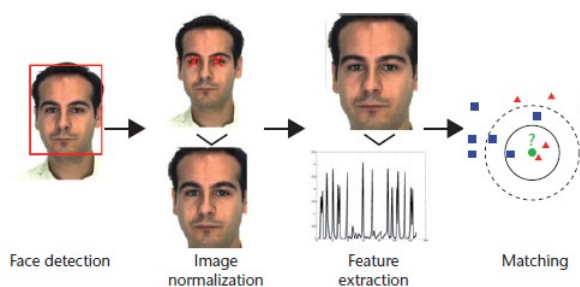 ?
Face detection
Image
normalization
Feature
extraction
Matching